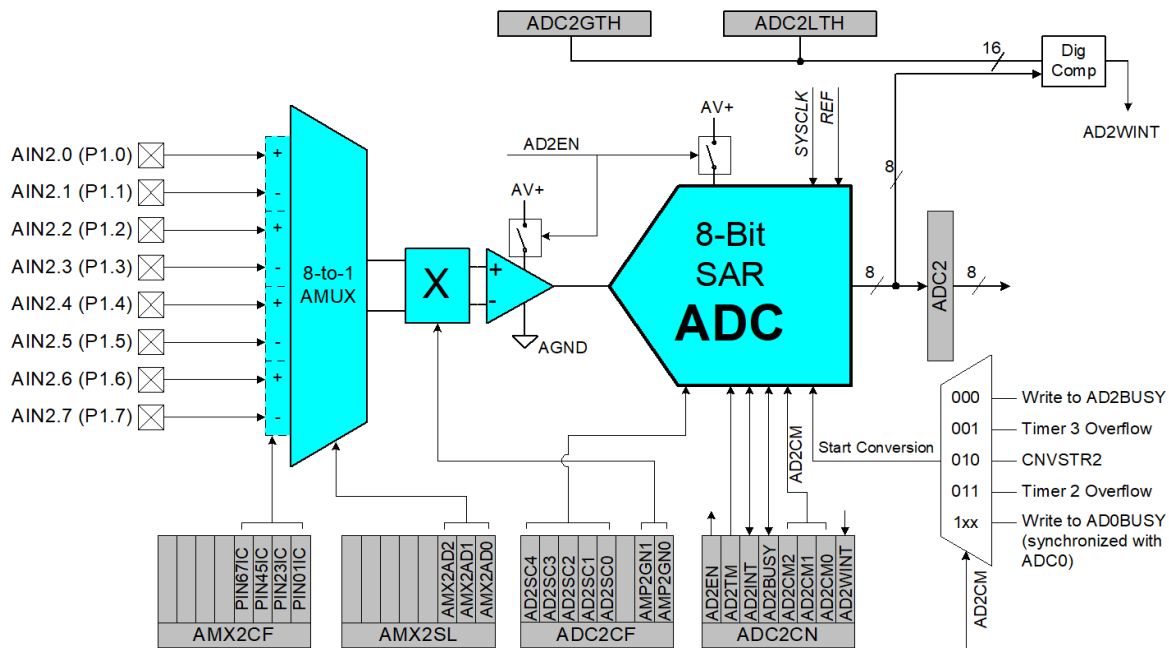 ADC2GTH
ADC2LTH
16
Dig
Comp
AD2WINT
AV+
SYSCLK
REF
AD2EN
8
AV+
AIN2.0 (P1.0)
+
AIN2.1 (P1.1)
-
AIN2.2 (P1.2)
+
AIN2.3 (P1.3)
-
AIN2.4 (P1.4)
+
AIN2.5 (P1.5)
-
AIN2.6 (P1.6)
+
AIN2.7 (P1.7)
-
8-to-1
AMUX
X
+
-
AGND
8-Bit
SAR
ADC
8
ADC2
8
000
Write to AD2BUSY
001
Timer 3 Overflow
010
CNVSTR2
011
Timer 2 Overflow
1xx
Write to AD0BUSY
(synchronized with
ADC0)
Start Conversion
AD2CM
AD2CM
PIN67IC
PIN45IC
PIN23IC
PIN01IC
AMX2CF
AMX2AD2
AMX2AD1
AMX2AD0
AMX2SL
AD2SC4
AD2SC3
AD2SC2
AD2SC1
AD2SC0
AMP2GN1
AMP2GN0
ADC2CF
AD2EN
AD2TM
AD2INT
AD2BUSY
AD2CM2
AD2CM1
AD2CM0
AD2WINT
ADC2CN